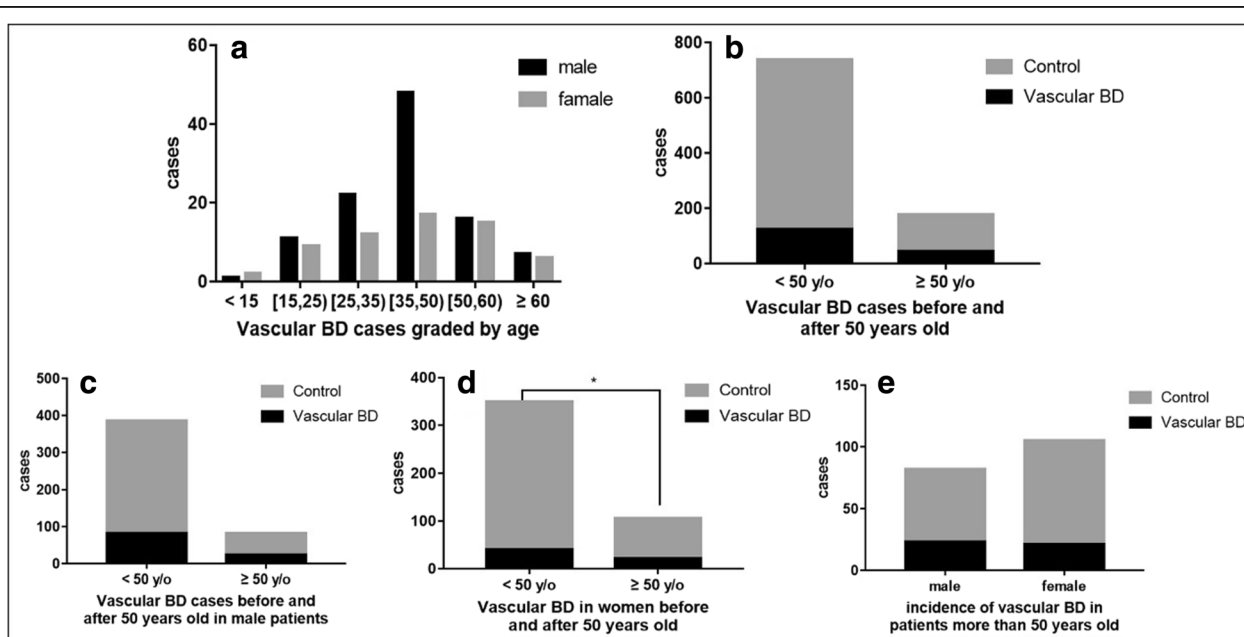 a
60
40
20
0
cases
male
famale
< 15 [15,25) [25,35) [35,50) [50,60) ≥ 60
Vascular BD cases graded by age
b
800
600
400
200
0
cases
Control
Vascular BD
< 50 y/o ≥ 50 y/o
Vascular BD cases before and
after 50 years old
c
500
400
300
200
100
0
cases
Control
Vascular BD
< 50 y/o ≥ 50 y/o
Vascular BD cases before and
after 50 years old in male patients
d
400
300
200
100
0
cases
*
Control
Vascular BD
< 50 y/o ≥ 50 y/o
Vascular BD in women before
and after 50 years old
e
150
100
50
0
cases
Control
Vascular BD
male female
incidence of vascular BD in
patients more than 50 years old